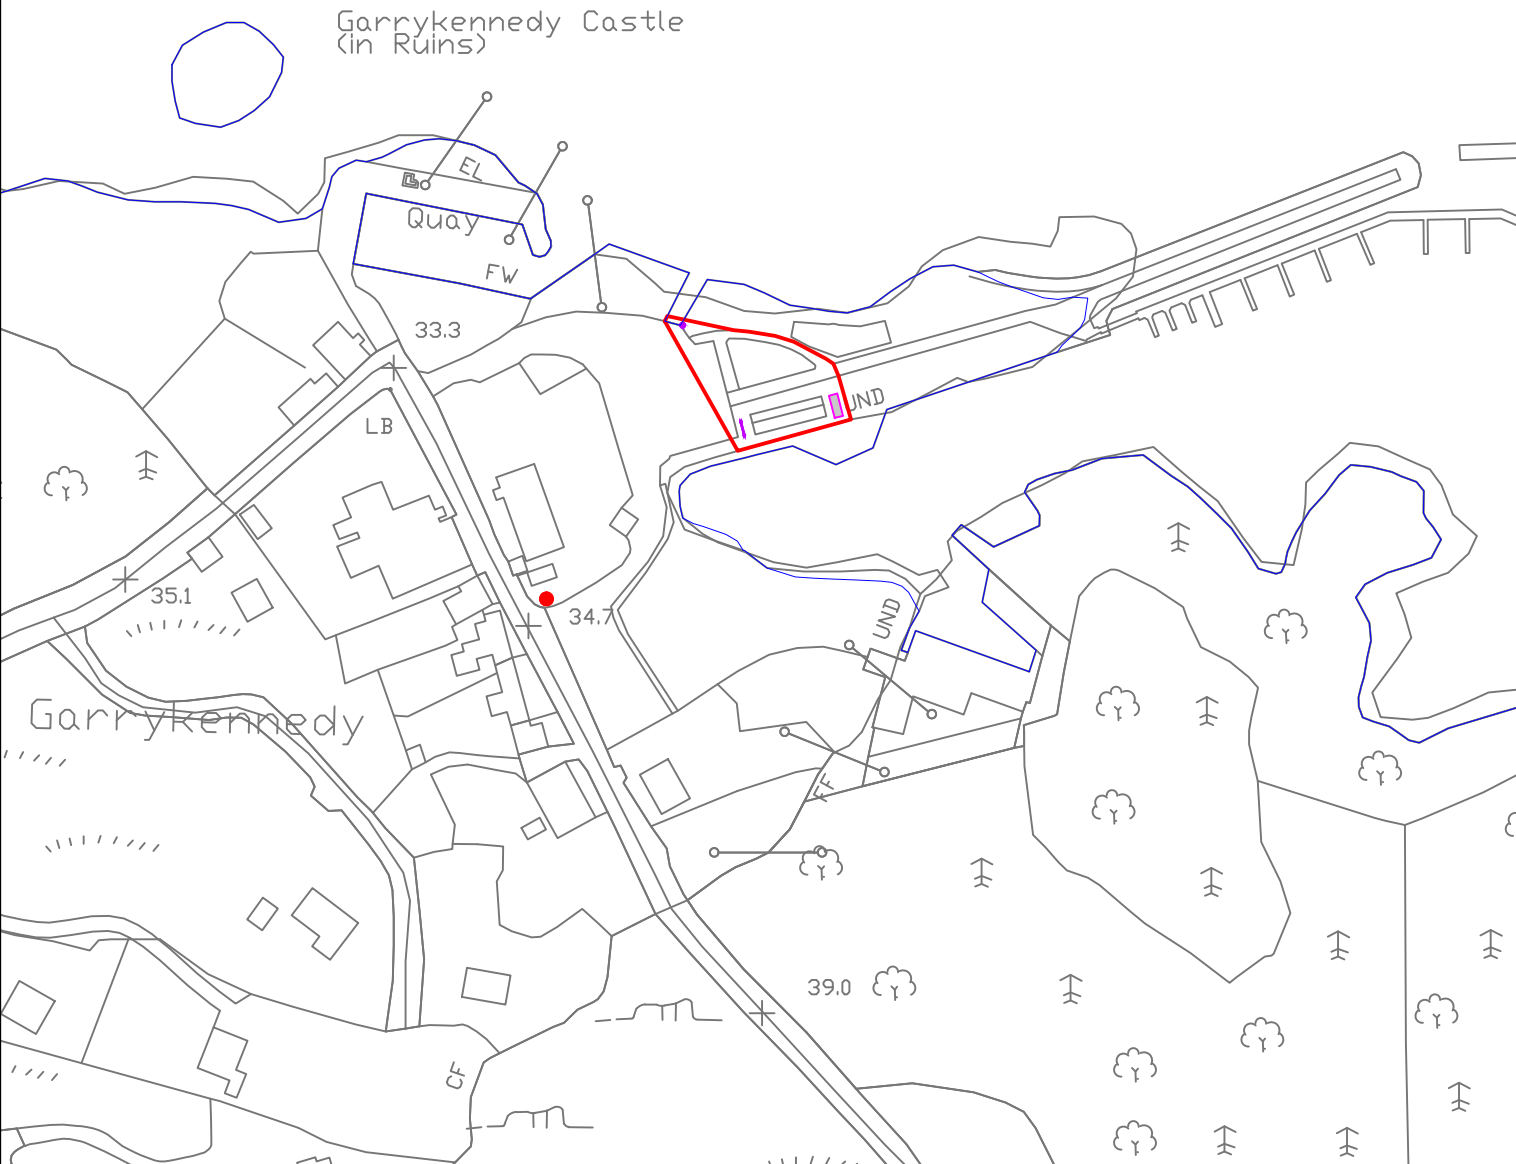 Garrykennedy Castle
(in Ruins)
EL
Quay
FW
33.3
UND
LB
35.1
34.7
UND
Garrykennedy
FF
39.0
CF